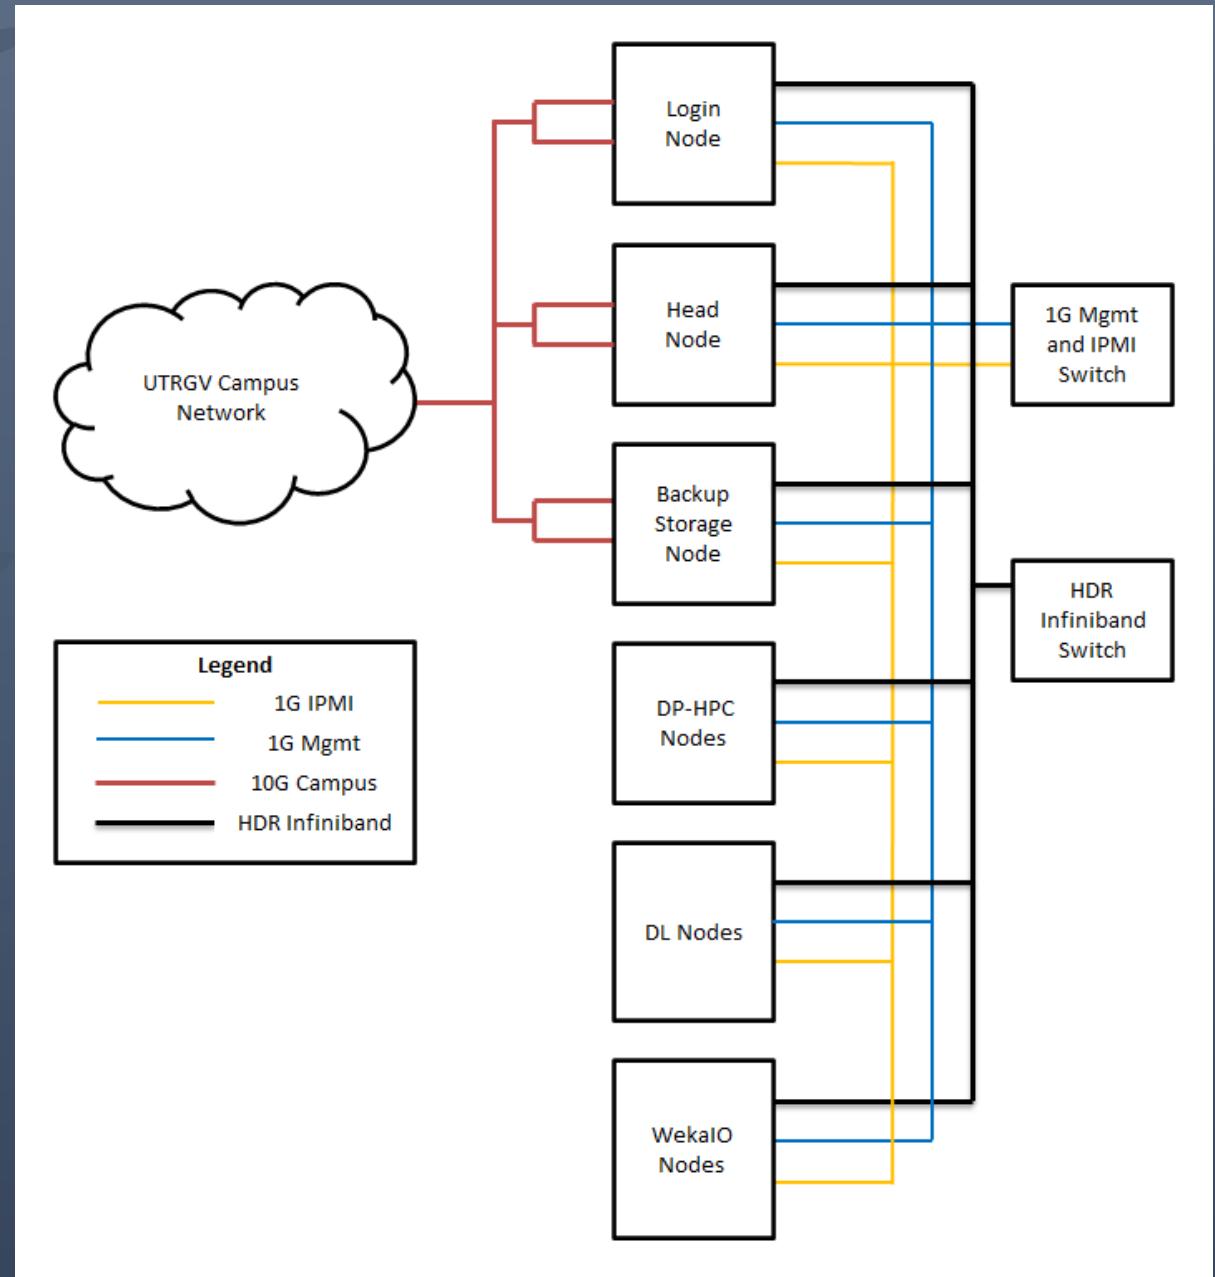 Login
Node
Head
Node
1G Mgmt
and IPMI
Switch
UTRGV Campus
Network
Backup
Storage
Node
HDR
Infiniband
Switch
Legend
1G IPMI
1G Mgmt
10G Campus
HDR Infiniband
DP-HPC
Nodes
DL Nodes
WekaIO
Nodes